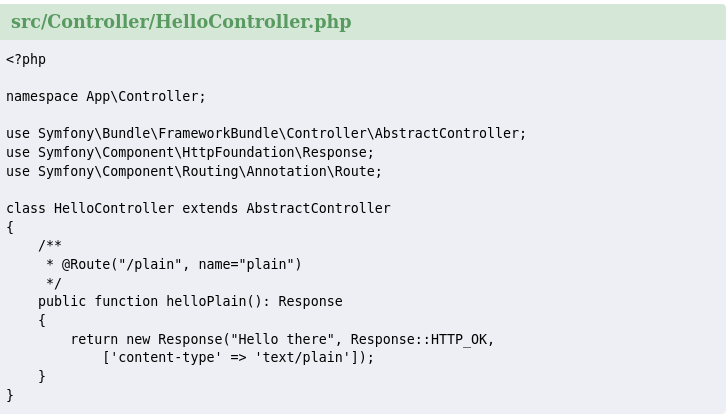 src/Controller/HelloController.php
<?php
namespace App\Controller;
use Symfony\Bundle\FrameworkBundle\Controller\AbstractController;
use Symfony\Component\HttpFoundation\Response;
use Symfony\Component\Routing\Annotation\Route;
class HelloController extends AbstractController
{
    /**
     * @Route("/plain", name="plain")
     */
    public function helloPlain(): Response
    {
        return new Response("Hello there", Response::HTTP_OK,
            ['content-type' => 'text/plain']);
    }
}